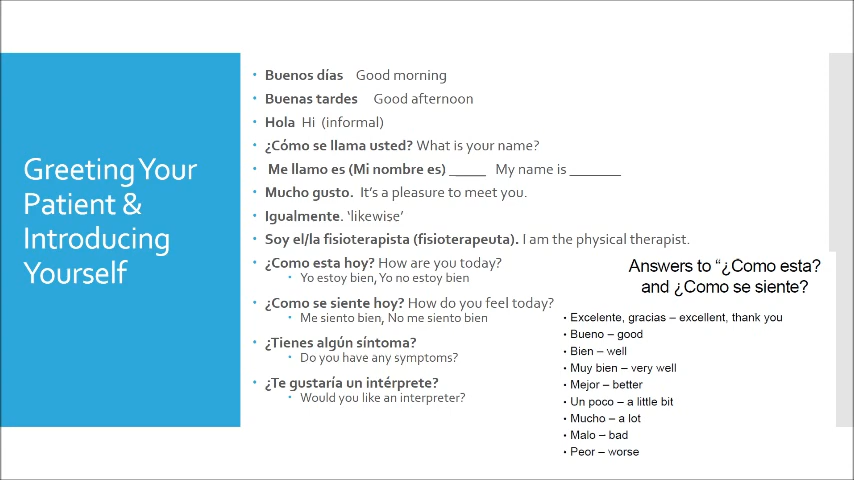 Greeting Your
Patient &
Introducing
Yourself
• Buenos días Good morning
• Buenas tardes Good afternoon
• Hola Hi (informal)
• ¿Cómo se llama usted? What is your name?
• Me llamo es (Mi nombre es) _____ My name is _______
• Mucho gusto. It's a pleasure to meet you.
• Igualmente. 'likewise'
• Soy el/la fisioterapista (fisioterapeuta). I am the physical therapist.
• ¿Como esta hoy? How are you today?
• Yo estoy bien, Yo no estoy bien
• ¿Como se siente hoy? How do you feel today?
• Me siento bien, No me siento bien
• ¿Tienes algún síntoma?
• Do you have any symptoms?
• ¿Te gustaría un intérprete?
• Would you like an interpreter?
Answers to "¿Como esta?
and ¿Como se siente?
• Excelente, gracias – excellent, thank you
• Bueno – good
• Bien – well
• Muy bien – very well
• Mejor – better
• Un poco – a little bit
• Mucho – a lot
• Malo – bad
• Peor – worse